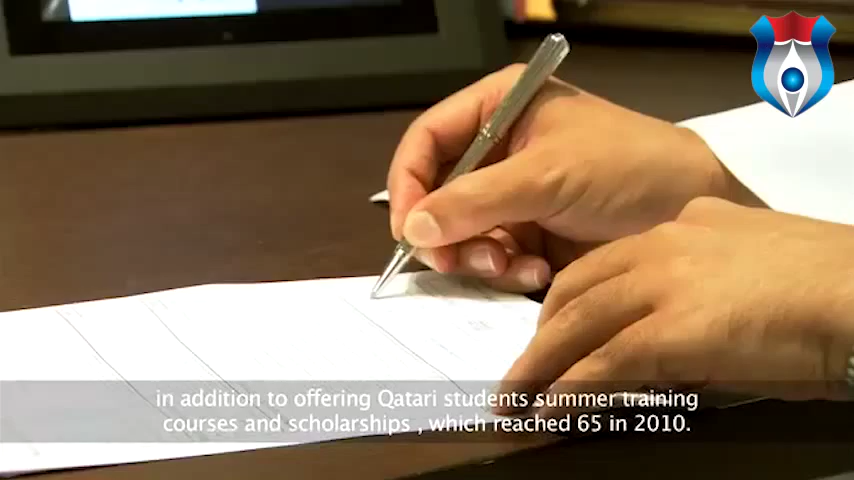 in addition to offering Qatari students summer training
courses and scholarships , which reached 65 in 2010.